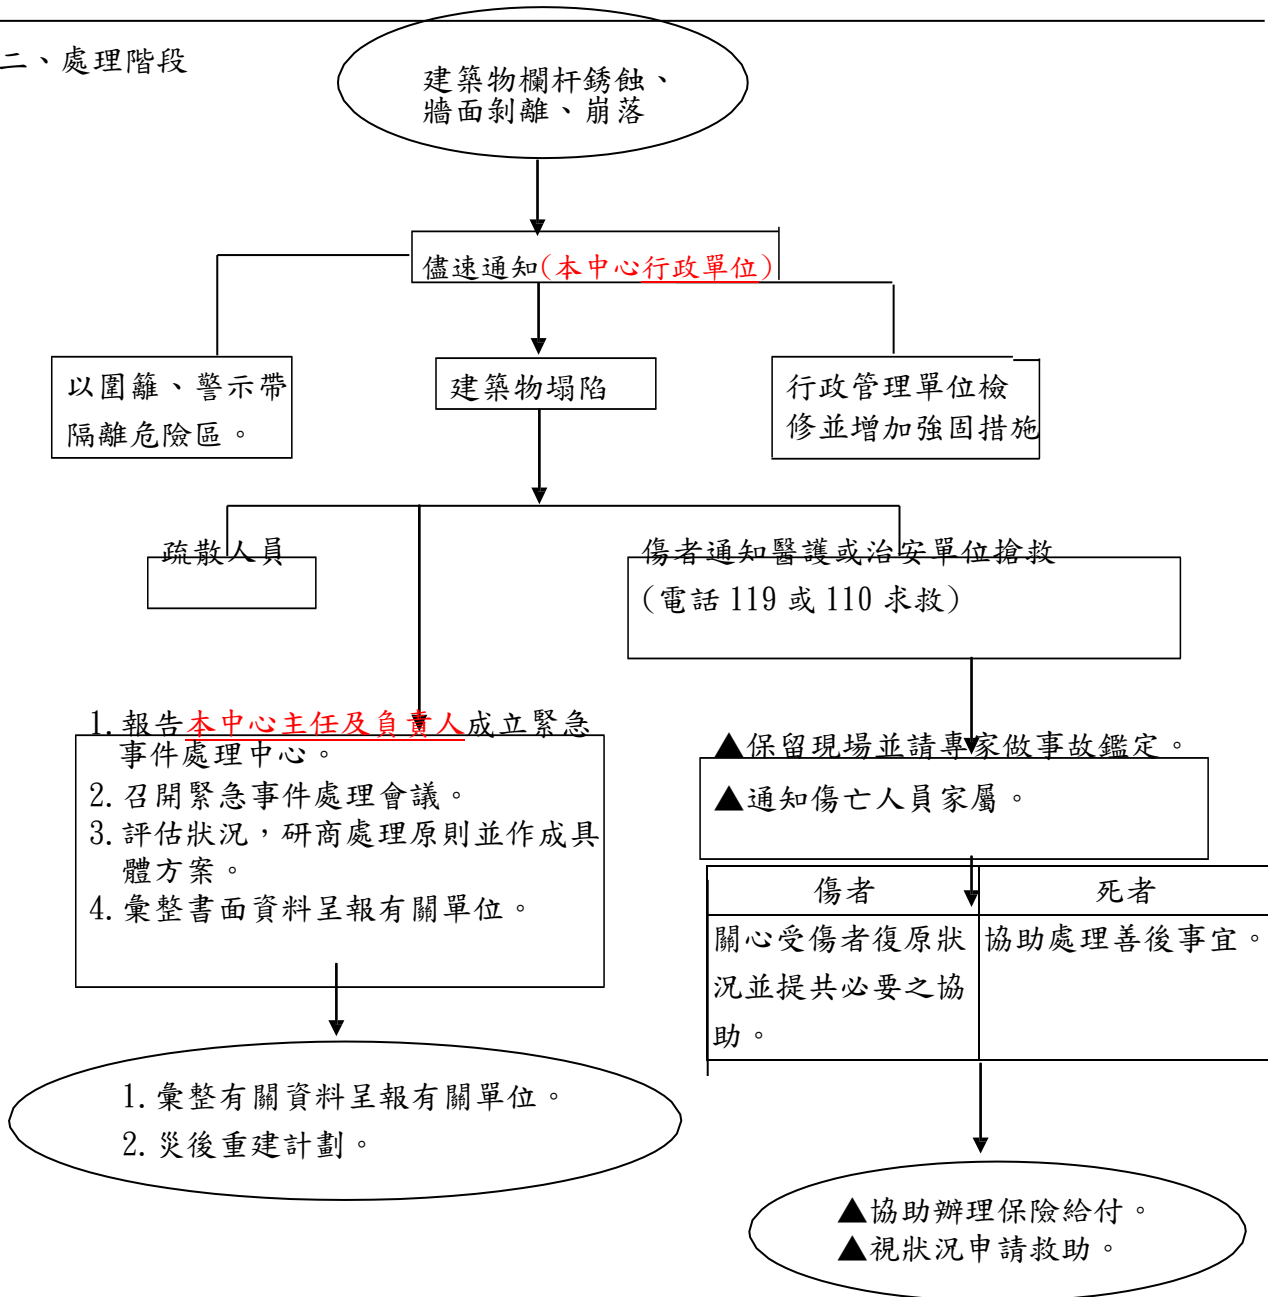 二、處理階段
建築物欄杆銹蝕、
牆面剝離、崩落
儘速通知(本中心行政單位)
以圍籬、警示帶
隔離危險區。
建築物塌陷
行政管理單位檢
修並增加強固措施
疏散人員
傷者通知醫護或治安單位搶救
(電話 119 或 110 求救)
1.報告本中心主任及負責人成立緊急
事件處理中心。
2.召開緊急事件處理會議。
3.評估狀況，研商處理原則並作成具
體方案。
4.彙整書面資料呈報有關單位。
▲保留現場並請專家做事故鑑定。
▲通知傷亡人員家屬。
傷者
死者
關心受傷者復原狀
況並提共必要之協
助。
協助處理善後事宜。
1.彙整有關資料呈報有關單位。
2.災後重建計劃。
▲協助辦理保險給付。
▲視狀況申請救助。